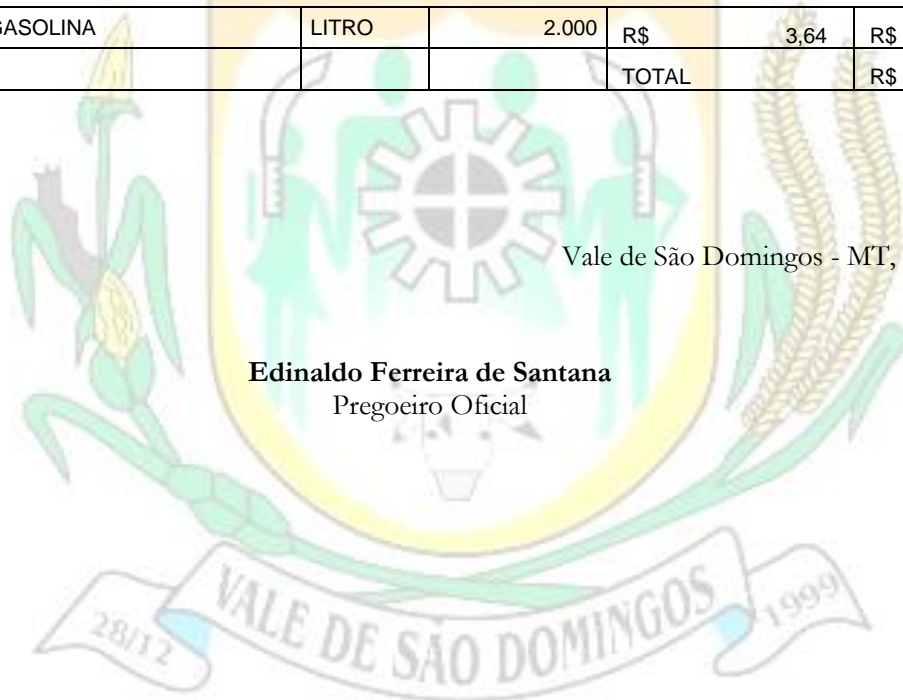 GASOLINA LITRO 2.000 R$ 3,64 R$
TOTAL R$
Vale de São Domingos - MT,
Edinaldo Ferreira de Santana
Pregoeiro Oficial
28/12 VALE DE SÃO DOMINGOS 1999